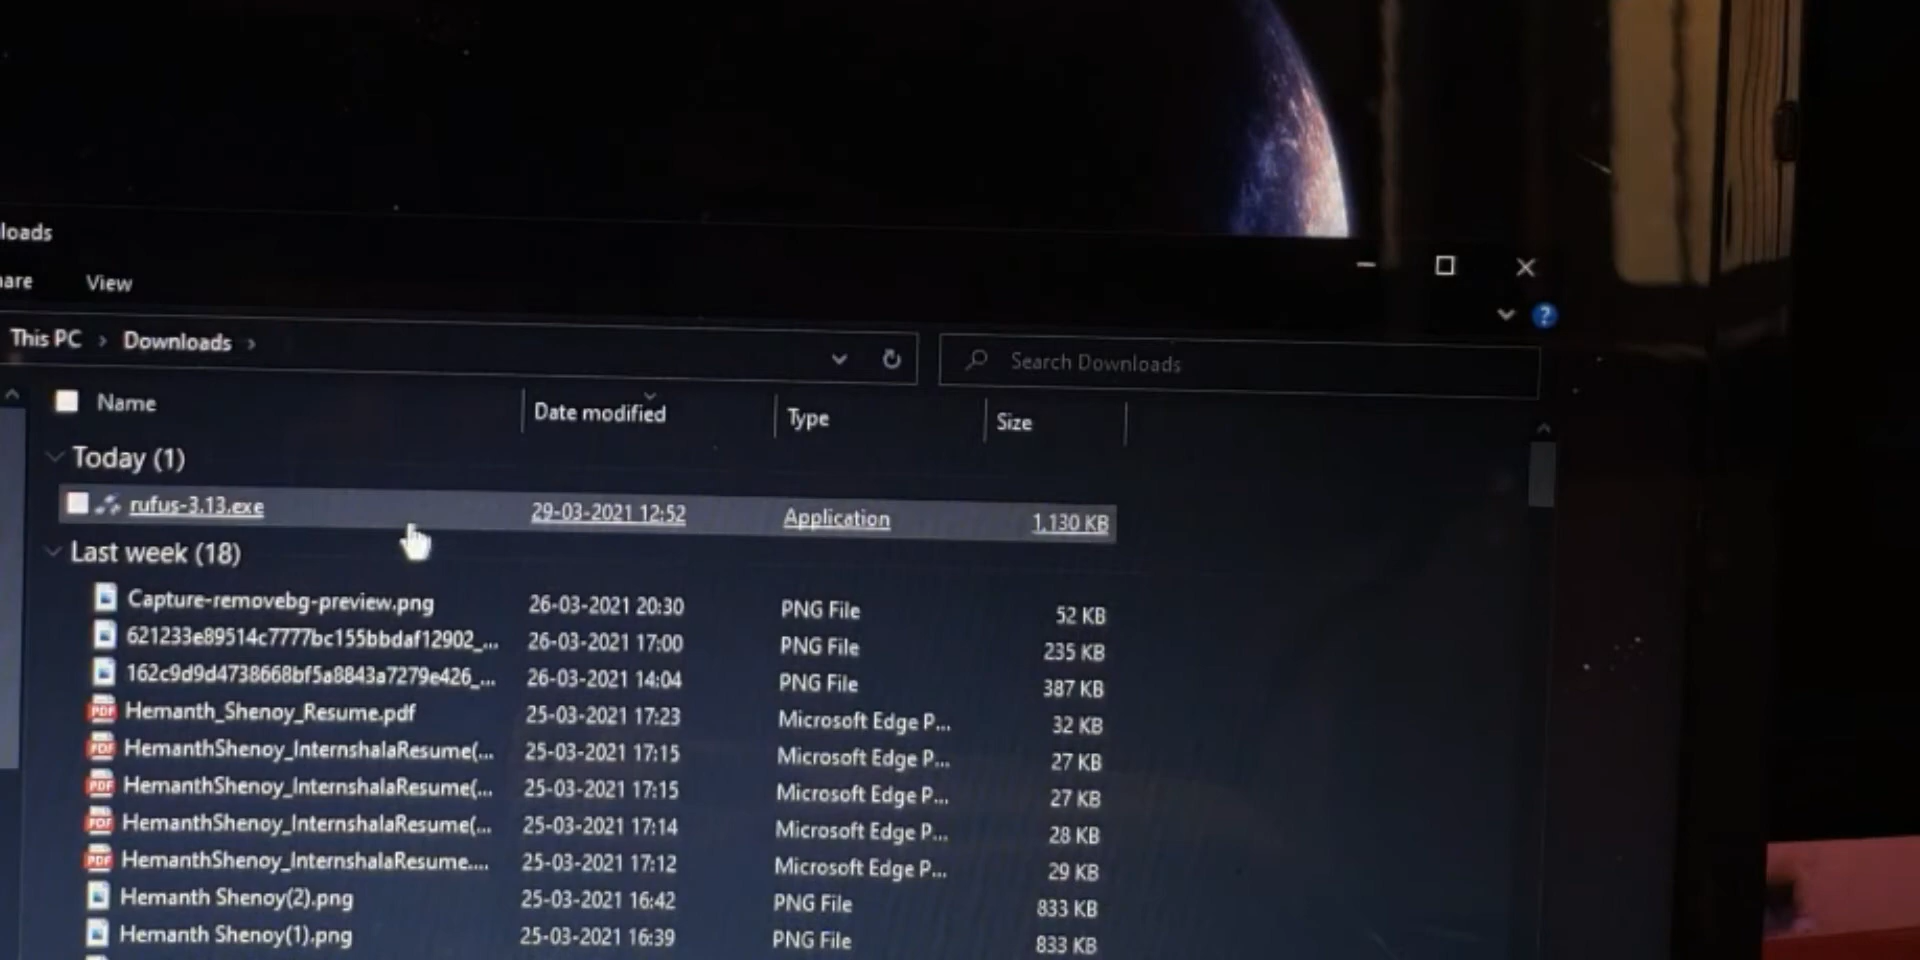 loads
are View
This PC > Downloads > Search Downloads
Name Date modified Type Size
Today (1)
rufus-3.13.exe 29-03-2021 12:52 Application 1,130 KB
Last week (18)
Capture-removebg-preview.png 26-03-2021 20:30 PNG File 52 KB
621233e89514c7777bc155bbdaf12902_... 26-03-2021 17:00 PNG File 235 KB
162c9d9d4738668bf5a8843a7279e426_... 26-03-2021 14:04 PNG File 387 KB
Hemanth_Shenoy_Resume.pdf 25-03-2021 17:23 Microsoft Edge P... 32 KB
HemanthShenoy_InternshalaResume(... 25-03-2021 17:15 Microsoft Edge P... 27 KB
HemanthShenoy_InternshalaResume(... 25-03-2021 17:15 Microsoft Edge P... 27 KB
HemanthShenoy_InternshalaResume(... 25-03-2021 17:14 Microsoft Edge P... 28 KB
HemanthShenoy_InternshalaResume.... 25-03-2021 17:12 Microsoft Edge P... 29 KB
Hemanth Shenoy(2).png 25-03-2021 16:42 PNG File 833 KB
Hemanth Shenoy(1).png 25-03-2021 16:39 PNG File 833 KB